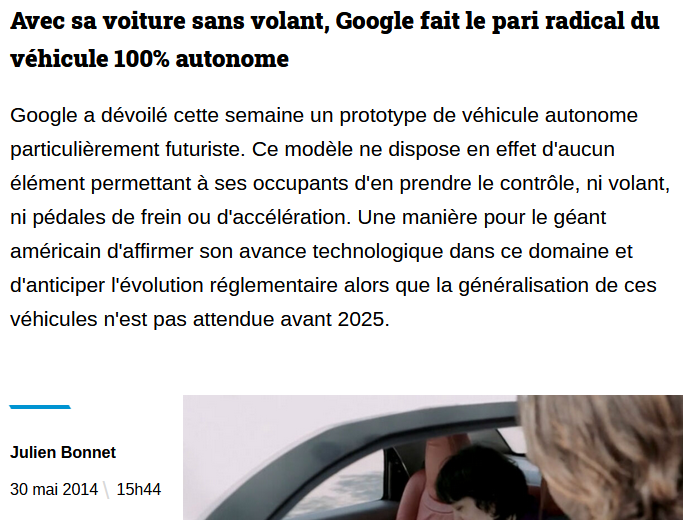 Avec sa voiture sans volant, Google fait le pari radical du
véhicule 100% autonome
Google a dévoilé cette semaine un prototype de véhicule autonome
particulièrement futuriste. Ce modèle ne dispose en effet d'aucun
élément permettant à ses occupants d'en prendre le contrôle, ni volant,
ni pédales de frein ou d'accélération. Une manière pour le géant
américain d'affirmer son avance technologique dans ce domaine et
d'anticiper l'évolution réglementaire alors que la généralisation de ces
véhicules n'est pas attendue avant 2025.
Julien Bonnet
30 mai 2014 \ 15h44